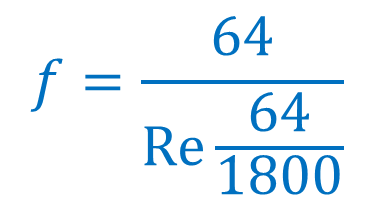 f = 64 / Re 64 / 1800